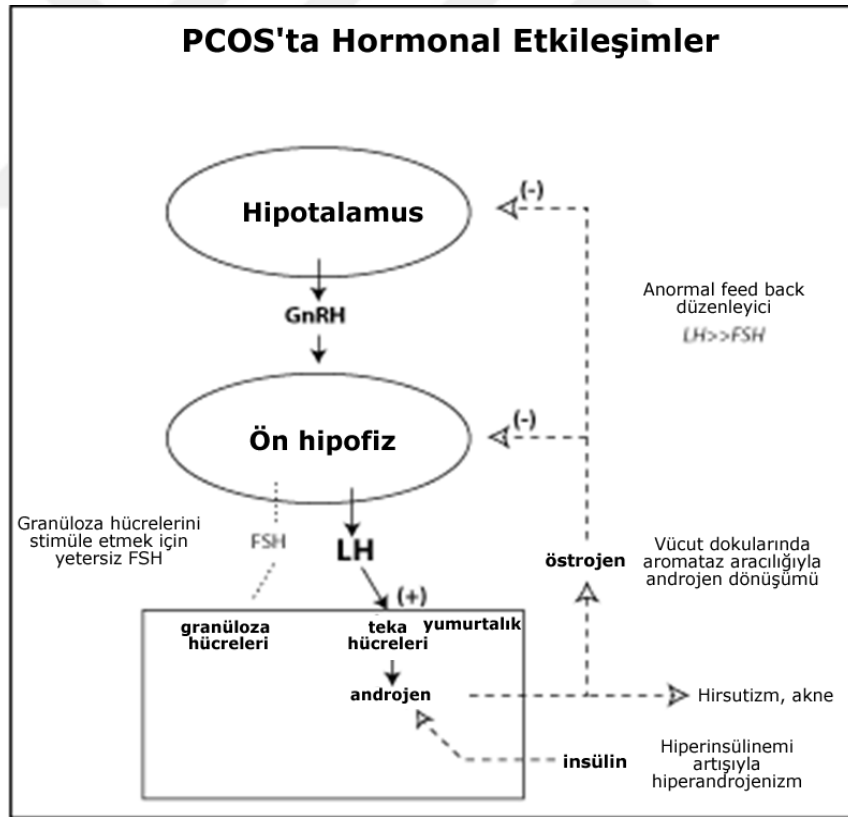 PCOS'ta Hormonal Etkileşimler
Hipotalamus
(-)
GnRH
Anormal feed back
düzenleyici
LH>>FSH
Ön hipofiz
(-)
Granüloza hücrelerini
stimüle etmek için
yetersiz FSH
FSH
LH
östrojen
Vücut dokularında
aromataz aracılığıyla
androjen dönüşümü
(+)
granüloza
hücreleri
teka
hücreleri
yumurtalık
androjen
Hirsutizm, akne
insülin
Hiperinsülinemi
artışıyla
hiperandrojenizm